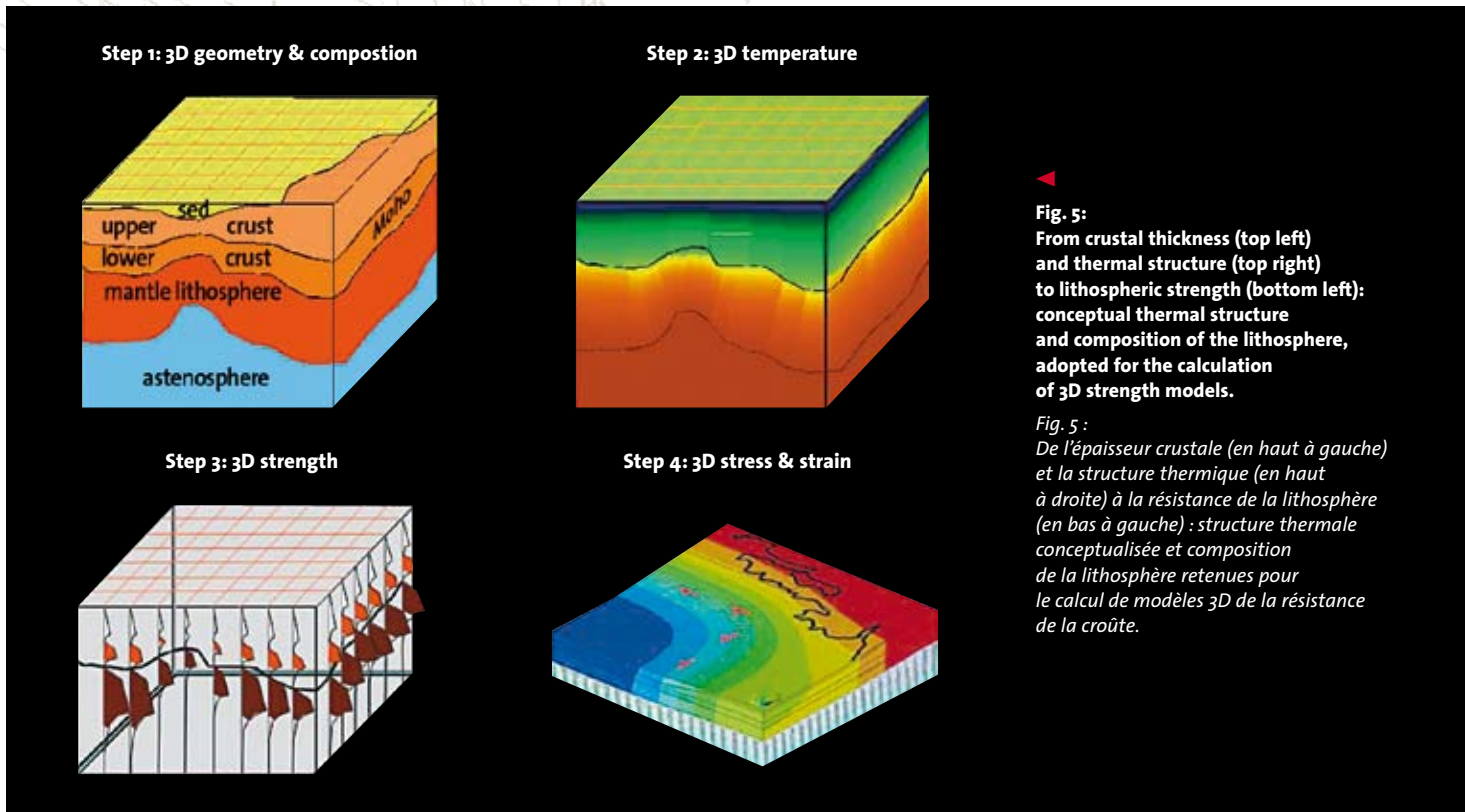 Step 1: 3D geometry & compostion
Step 2: 3D temperature
sed
upper crust
Moho
lower crust
mantle lithosphere
astenosphere
Step 3: 3D strength
Step 4: 3D stress & strain
Fig. 5:
From crustal thickness (top left)
and thermal structure (top right)
to lithospheric strength (bottom left):
conceptual thermal structure
and composition of the lithosphere,
adopted for the calculation
of 3D strength models.
Fig. 5 :
De l'épaisseur crustale (en haut à gauche)
et la structure thermique (en haut
à droite) à la résistance de la lithosphère
(en bas à gauche) : structure thermale
conceptualisée et composition
de la lithosphère retenues pour
le calcul de modèles 3D de la résistance
de la croûte.